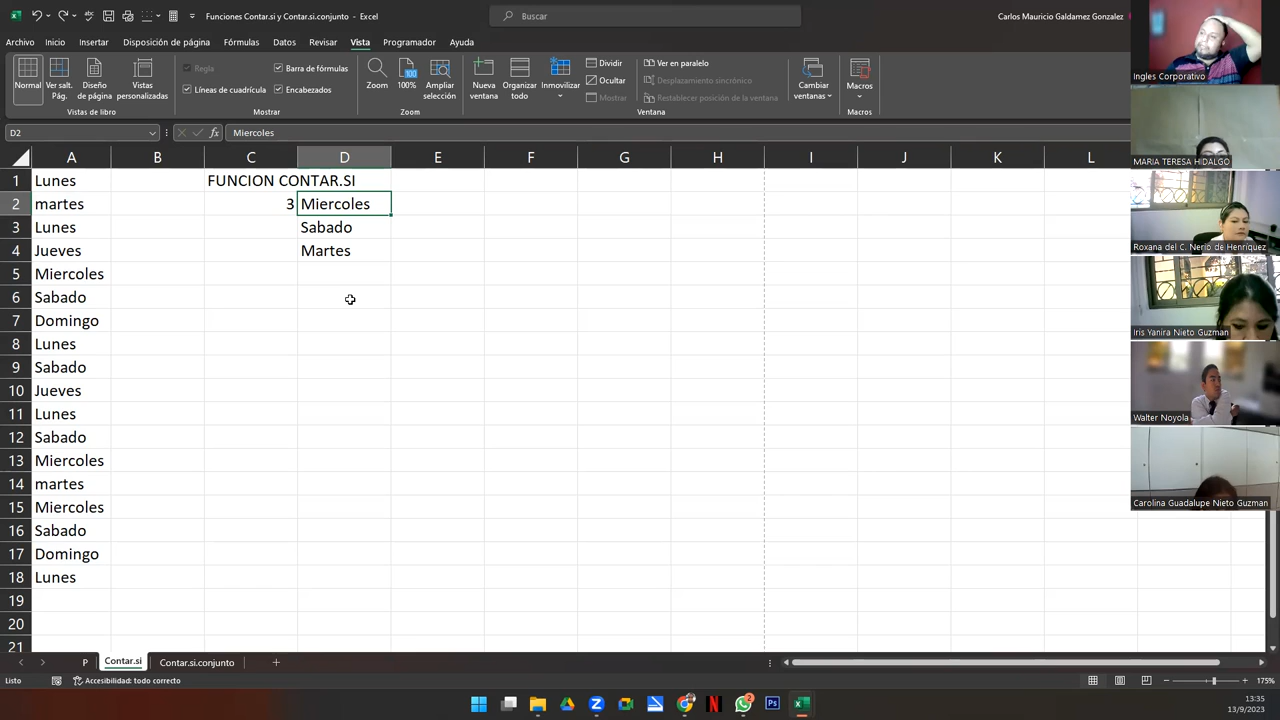 Funciones Contar.si y Contar.si.conjunto - Excel
Buscar
Carlos Mauricio Galdamez Gonzalez
Archivo Inicio Insertar Disposición de página Fórmulas Datos Revisar Vista Programador Ayuda
Normal
Ver salt. Pág.
Diseño de página
Vistas personalizadas
Vistas de libro
Regla
Barra de fórmulas
Líneas de cuadrícula
Encabezados
Mostrar
Zoom
100
100%
Ampliar selección
Zoom
Nueva ventana
Organizar todo
Inmovilizar
Dividir
Ocultar
Mostrar
Ver en paralelo
Desplazamiento sincrónico
Restablecer posición de la ventana
Cambiar ventanas
Ventana
Macros
Macros
D2
fx
Miercoles
A B C D E F G H I J K L
1 Lunes FUNCION CONTAR.SI
2 martes 3 Miercoles
3 Lunes Sabado
4 Jueves Martes
5 Miercoles
6 Sabado
7 Domingo
8 Lunes
9 Sabado
10 Jueves
11 Lunes
12 Sabado
13 Miercoles
14 martes
15 Miercoles
16 Sabado
17 Domingo
18 Lunes
19
20
21
P Contar.si Contar.si.conjunto
Listo
Accesibilidad: todo correcto
175%
Ingles Corporativo
MARIA TERESA HIDALGO
Roxana del C. Nerio de Henriquez
Iris Yanira Nieto Guzman
Walter Noyola
Carolina Guadalupe Nieto Guzman
2
13:35
13/9/2023